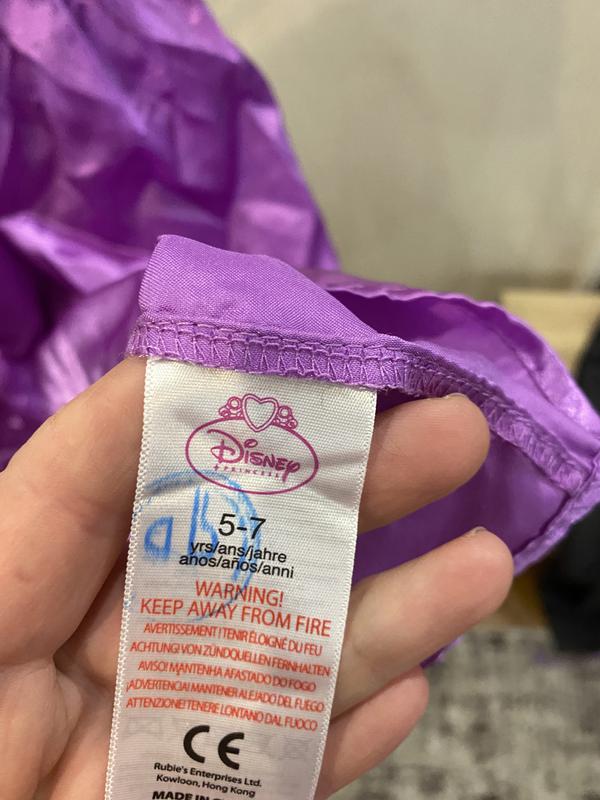 Disney
PRINCESS
5-7
yrs/ans/jahre
anos/años/anni
WARNING!
KEEP AWAY FROM FIRE
AVERTISSEMENT ! TENIR ÉLOIGNÉ DU FEU
ACHTUNG! VON ZÜNDQUELLEN FERNHALTEN
AVISO! MANTENHA AFASTADO DO FOGO
¡ADVERTENCIA! MANTENER ALEJADO DEL FUEGO
ATTENZIONE! TENERE LONTANO DAL FUOCO
CE
Rubie's Enterprises Ltd.
Kowloon, Hong Kong
MADE IN